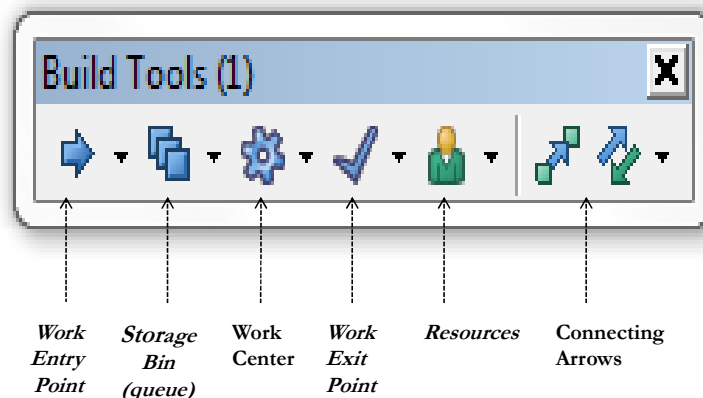 Build Tools (1)
Work
Entry
Point
Storage
Bin
(queue)
Work
Center
Work
Exit
Point
Resources
Connecting
Arrows